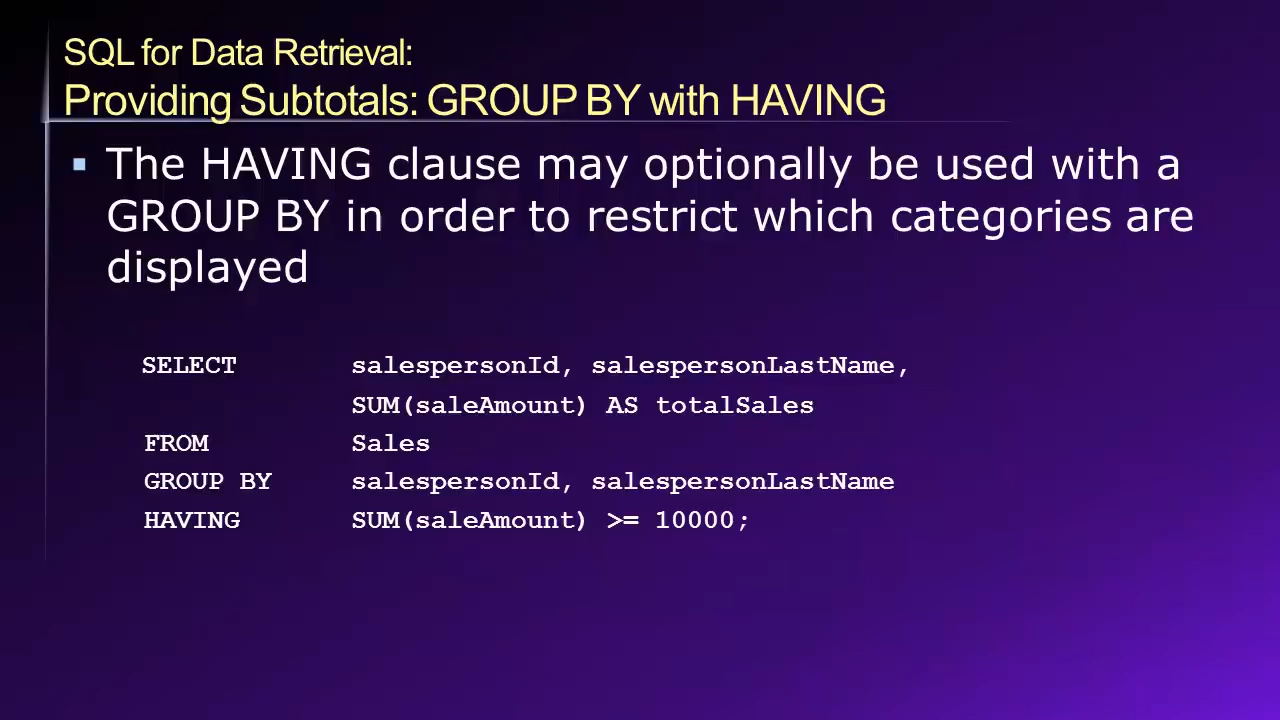 SQL for Data Retrieval:
Providing Subtotals: GROUP BY with HAVING
▪ The HAVING clause may optionally be used with a
GROUP BY in order to restrict which categories are
displayed
SELECT salespersonId, salespersonLastName,
SUM(saleAmount) AS totalSales
FROM Sales
GROUP BY salespersonId, salespersonLastName
HAVING SUM(saleAmount) >= 10000;